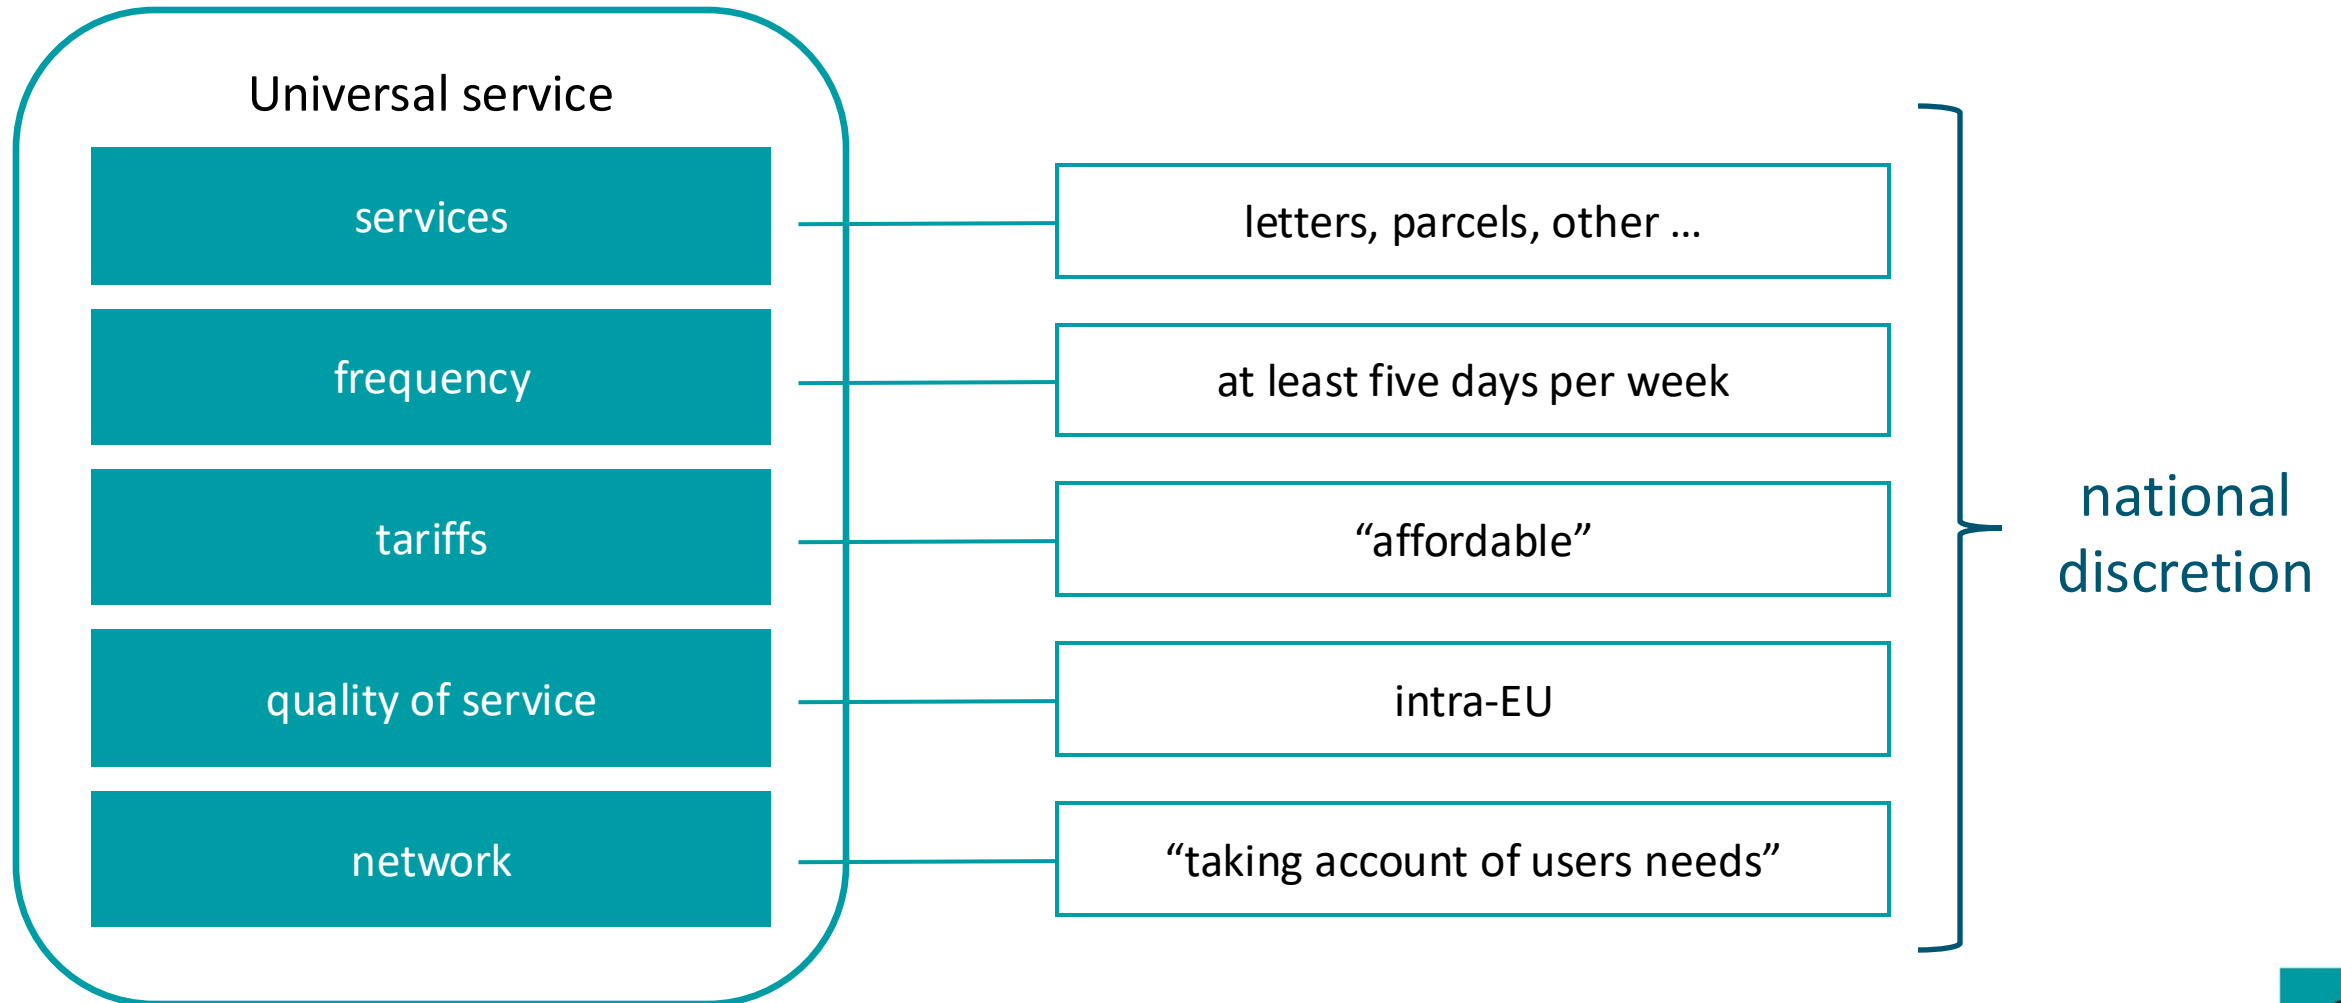 Universal service
services
letters, parcels, other ...
frequency
at least five days per week
tariffs
“affordable”
quality of service
intra-EU
network
“taking account of users needs”
national
discretion